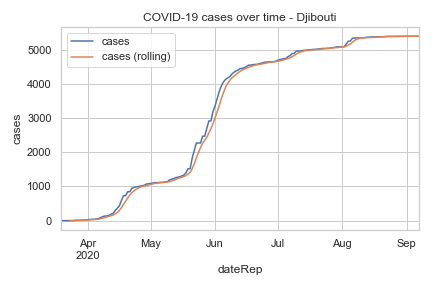 COVID-19 cases over time - Djibouti
cases
cases (rolling)
5000
4000
3000
2000
1000
0
cases
Apr
2020
May
Jun
Jul
Aug
Sep
dateRep